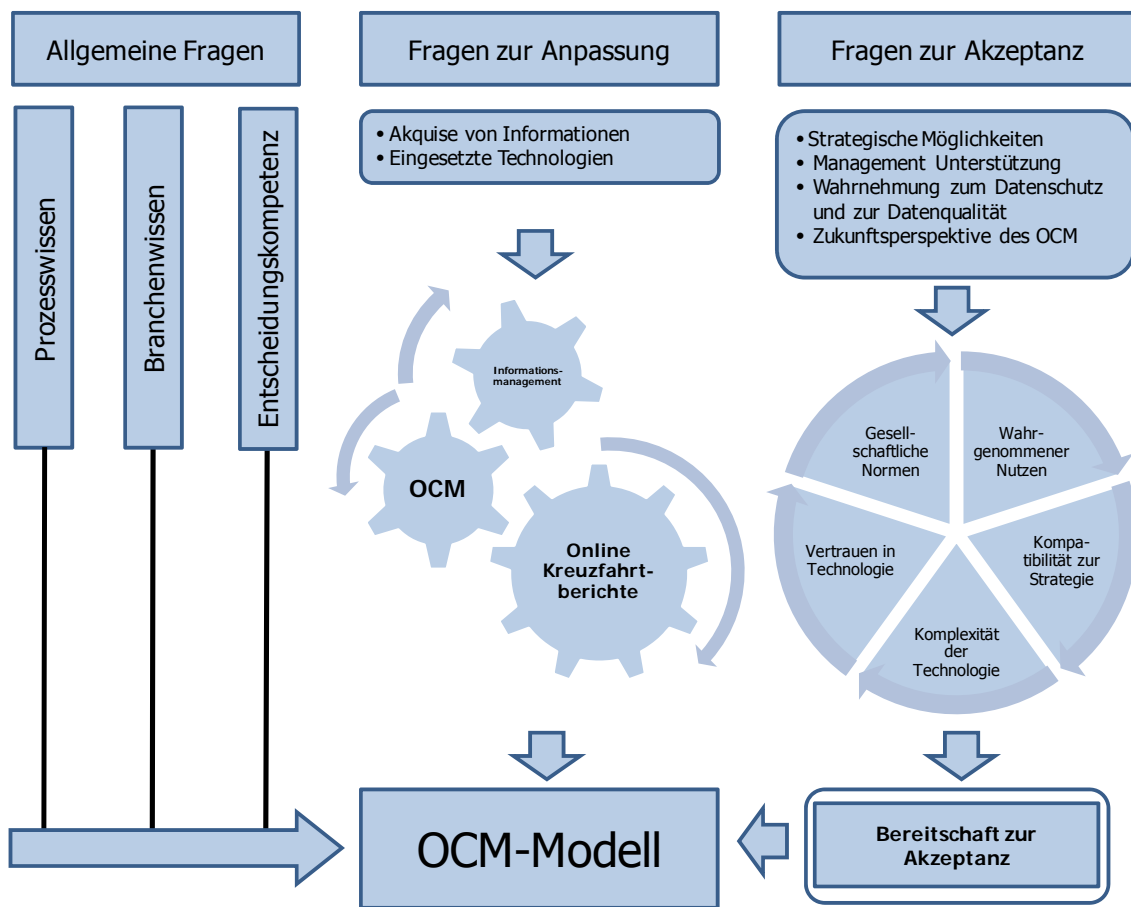 Allgemeine Fragen
Prozesswissen
Branchenwissen
Entscheidungskompetenz
Fragen zur Anpassung
• Akquise von Informationen
• Eingesetzte Technologien
Informations-
management
OCM
Online
Kreuzfahrt-
berichte
Fragen zur Akzeptanz
• Strategische Möglichkeiten
• Management Unterstützung
• Wahrnehmung zum Datenschutz
und zur Datenqualität
• Zukunftsperspektive des OCM
Gesell-
schaftliche
Normen
Wahr-
genommener
Nutzen
Kompa-
tibilität zur
Strategie
Komplexität
der
Technologie
Vertrauen in
Technologie
OCM-Modell
Bereitschaft zur
Akzeptanz